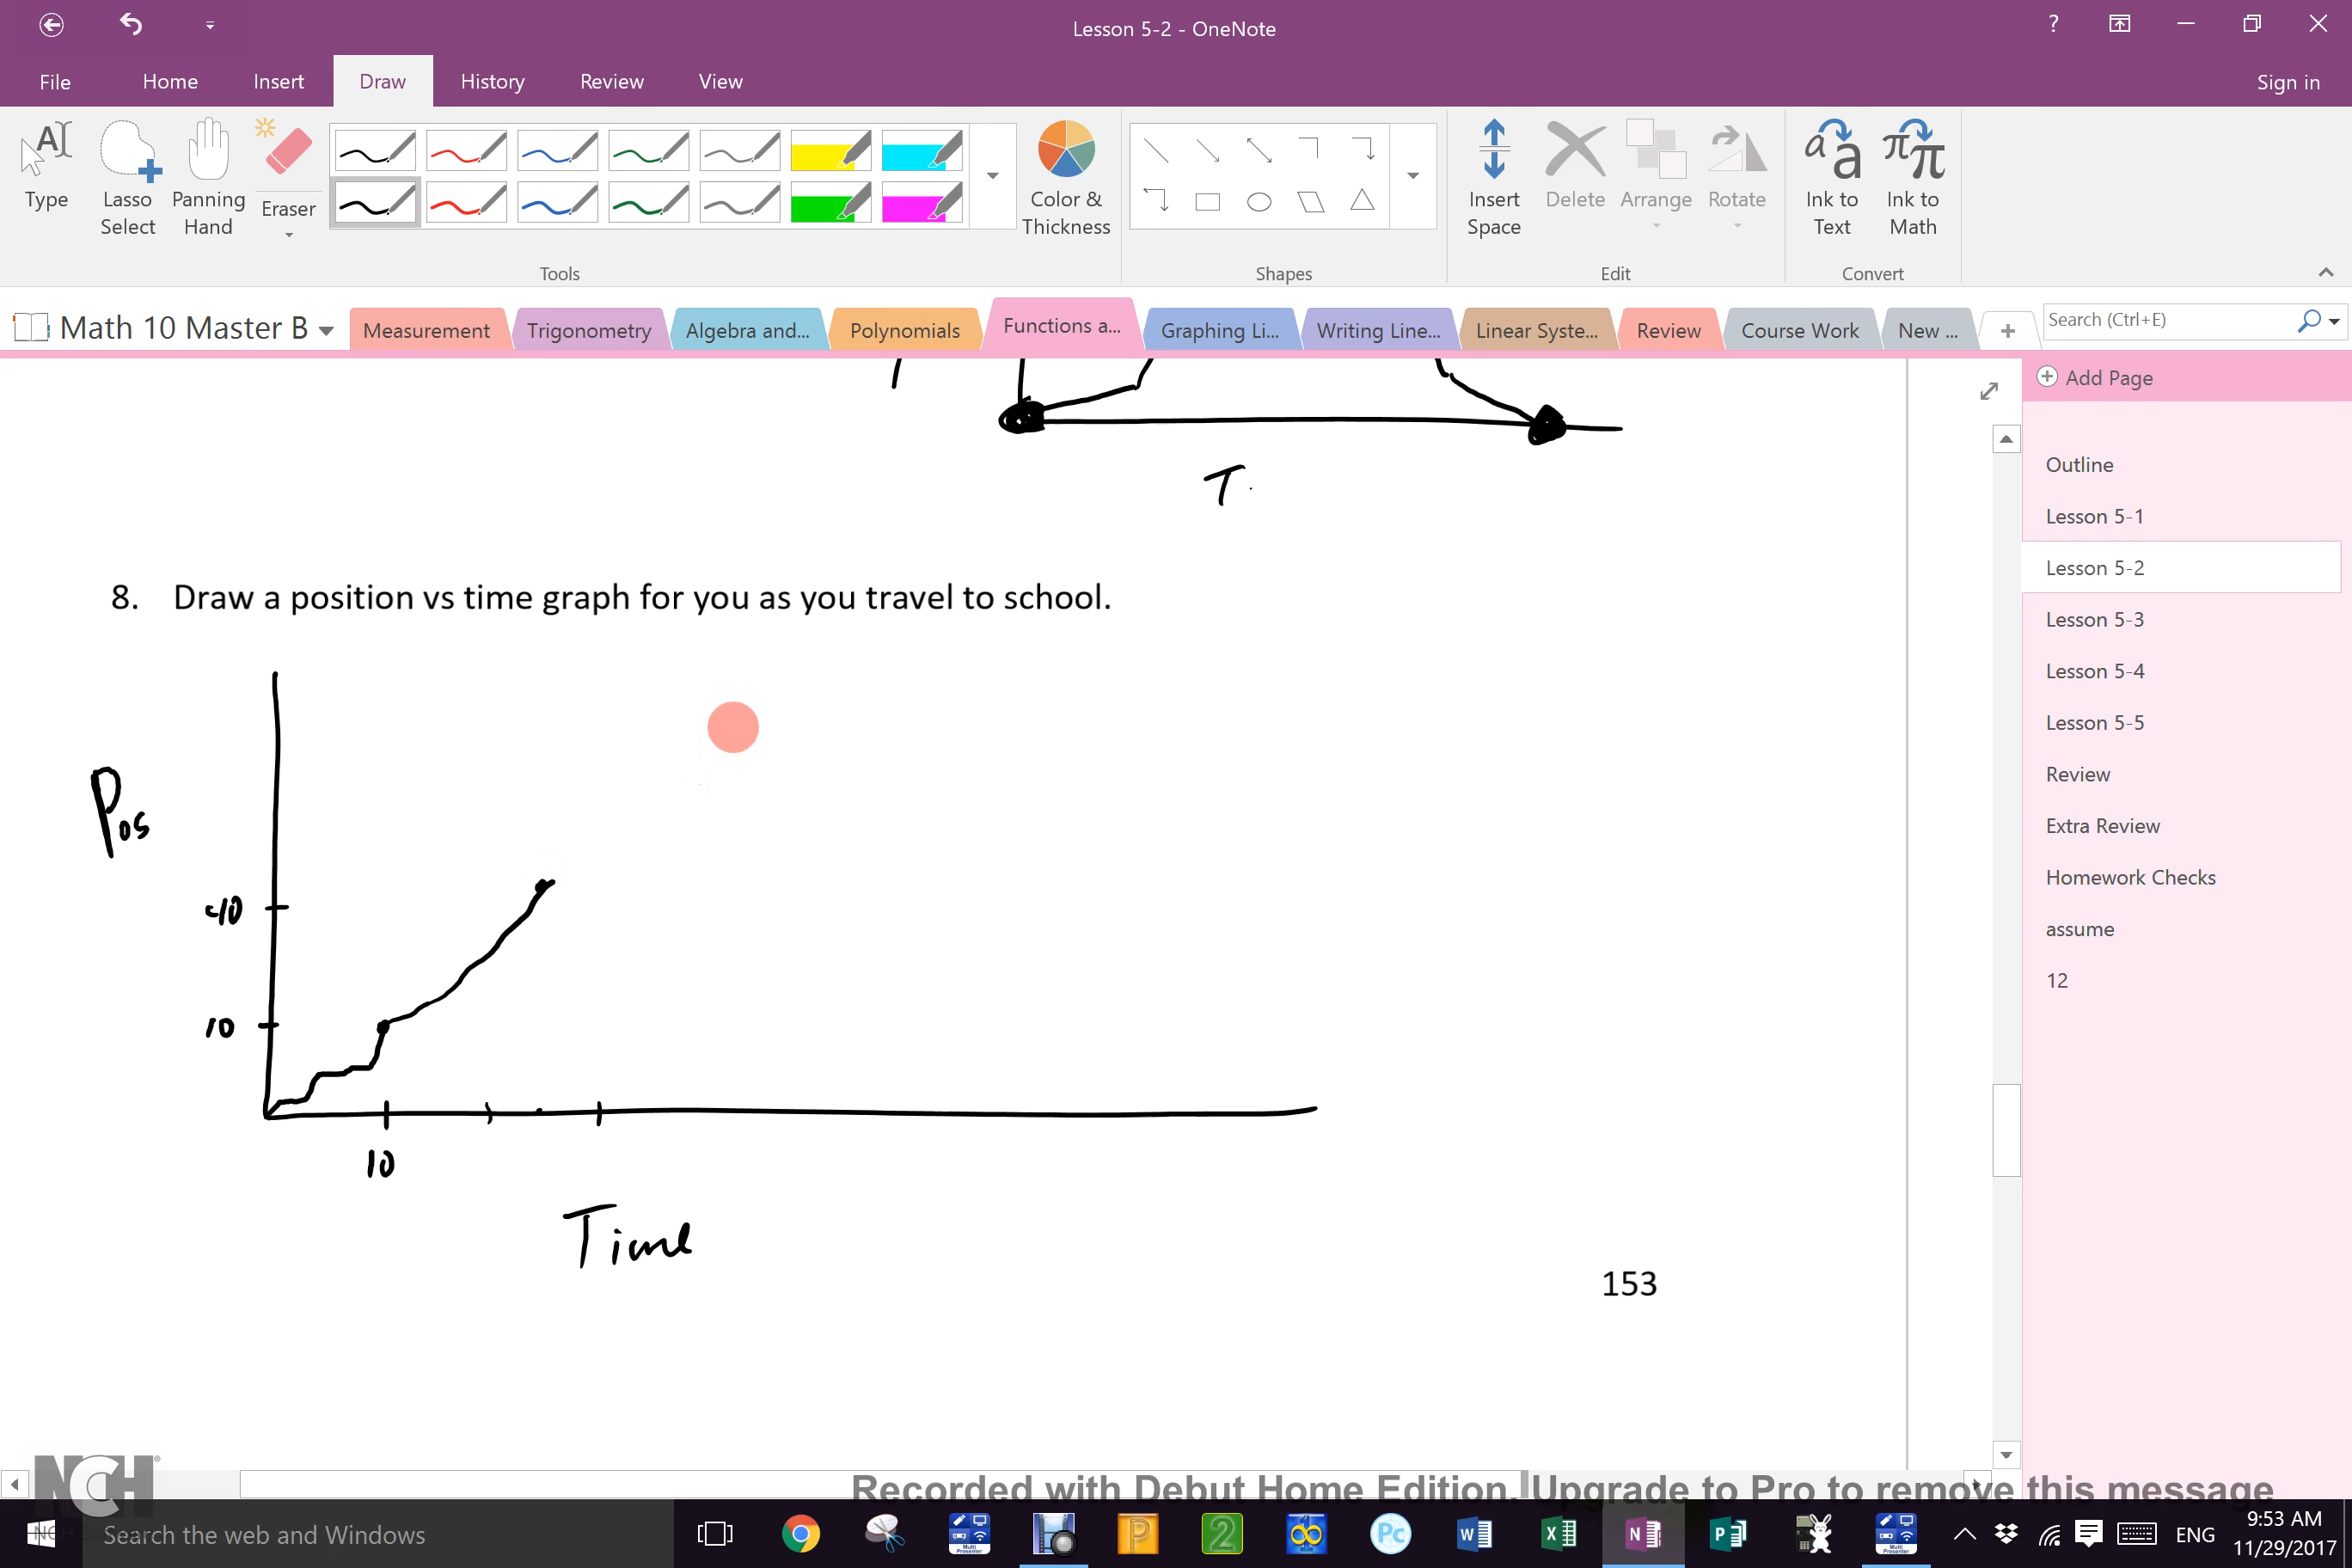 Lesson 5-2 - OneNote
?
File Home Insert Draw History Review View Sign in
Type
Lasso Select
Panning Hand
Eraser
Color & Thickness
Insert Space
Delete
Arrange
Rotate
Ink to Text
Ink to Math
Tools Shapes Edit Convert
Math 10 Master B Measurement Trigonometry Algebra and... Polynomials Functions a... Graphing Li... Writing Line... Linear Syste... Review Course Work New ... + Search (Ctrl+E)
Add Page
Outline
Lesson 5-1
Lesson 5-2
Lesson 5-3
Lesson 5-4
Lesson 5-5
Review
Extra Review
Homework Checks
assume
12
T
8. Draw a position vs time graph for you as you travel to school.
Pos
40
10
10
Time
153
NCH
Recorded with Debut Home Edition. Upgrade to Pro to remove this message
Search the web and Windows
ENG
9:53 AM
11/29/2017